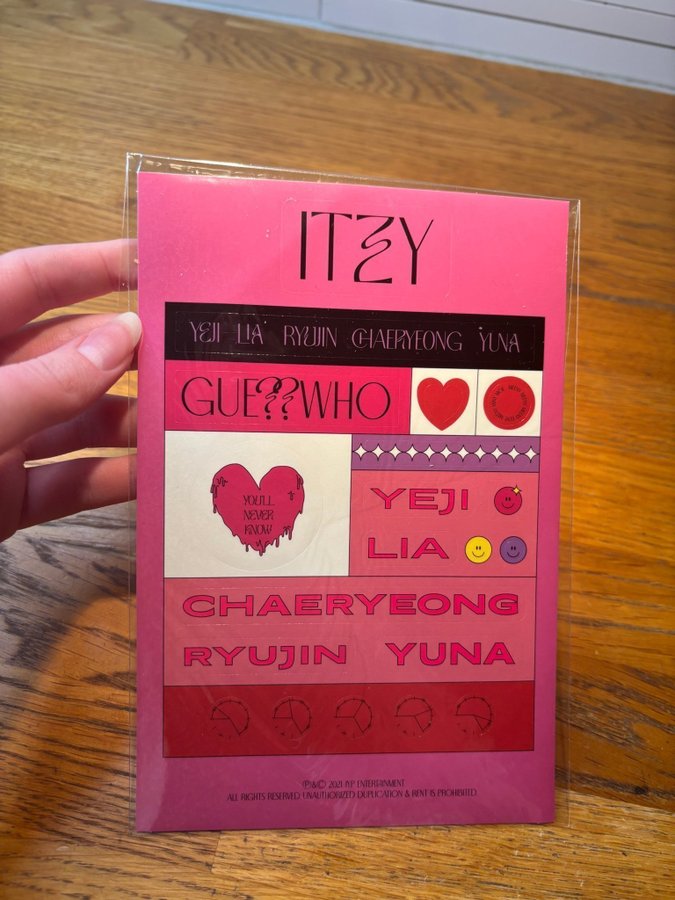 ITZY
YEJI LIA RYUJIN CHAERYEONG YUNA
GUE??WHO
YOU'LL
NEVER
KNOW
YEJI
LIA
CHAERYEONG
RYUJIN YUNA
Ⓟ&© 2021 JYP ENTERTAINMENT
ALL RIGHTS RESERVED. UNAUTHORIZED DUPLICATION & RENT IS PROHIBITED.